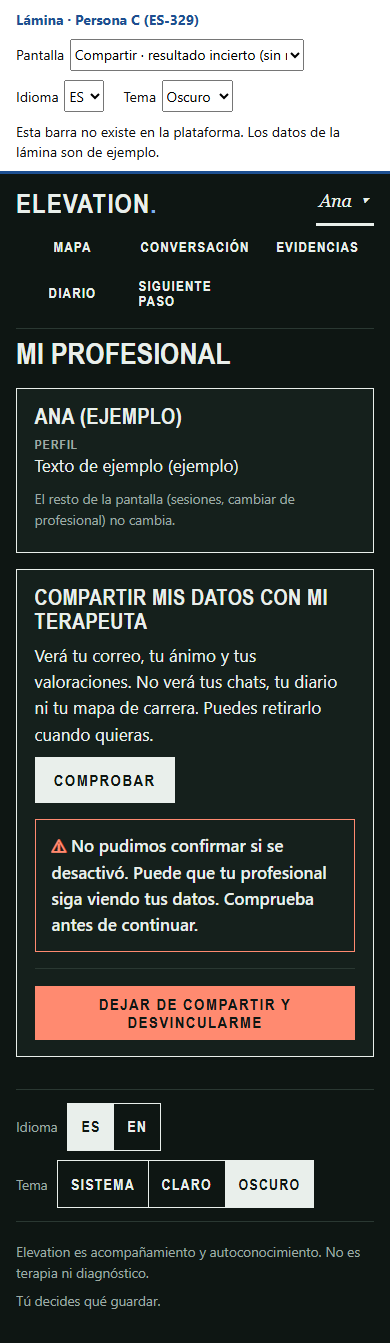 Lámina · Persona C (ES-329)
Pantalla Compartir · resultado incierto (sin
Idioma ES Tema Oscuro
Esta barra no existe en la plataforma. Los datos de la
lámina son de ejemplo.
ELEVATION. Ana
MAPA CONVERSACIÓN EVIDENCIAS
DIARIO SIGUIENTE
PASO
MI PROFESIONAL
ANA (EJEMPLO)
PERFIL
Texto de ejemplo (ejemplo)
El resto de la pantalla (sesiones, cambiar de
profesional) no cambia.
COMPARTIR MIS DATOS CON MI
TERAPEUTA
Verá tu correo, tu ánimo y tus
valoraciones. No verá tus chats, tu diario
ni tu mapa de carrera. Puedes retirarlo
cuando quieras.
COMPROBAR
⚠ No pudimos confirmar si se
desactivó. Puede que tu profesional
siga viendo tus datos. Comprueba
antes de continuar.
DEJAR DE COMPARTIR Y
DESVINCULARME
Idioma ES EN
Tema SISTEMA CLARO OSCURO
Elevation es acompañamiento y autoconocimiento. No es
terapia ni diagnóstico.
Tú decides qué guardar.